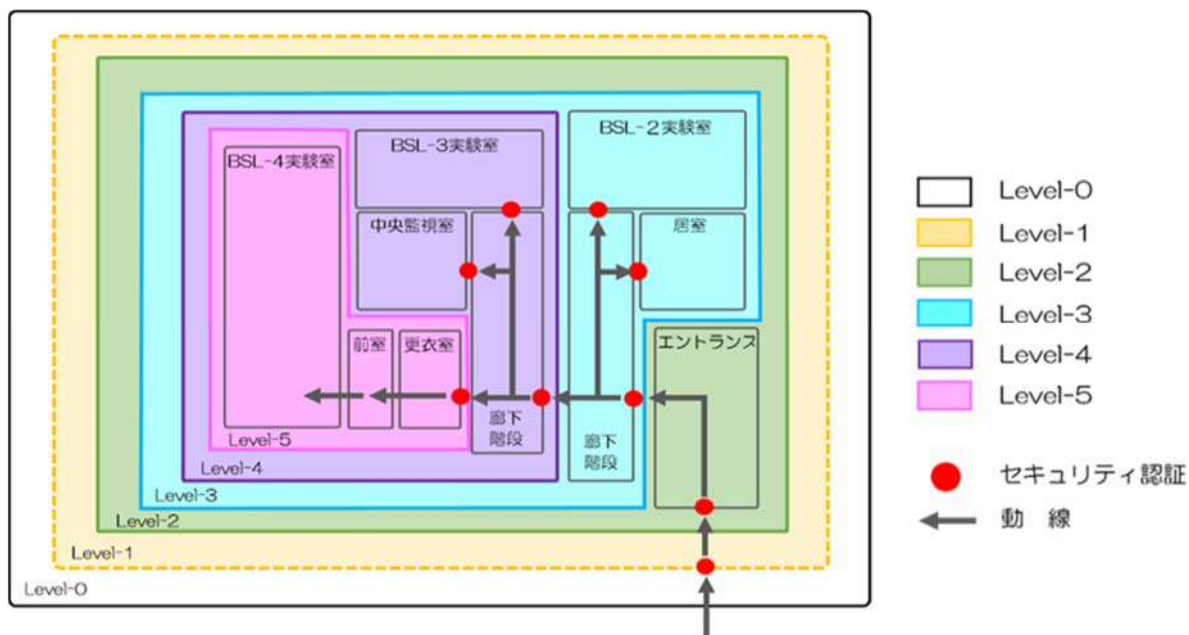 BSL-4実験室
BSL-3実験室
BSL-2実験室
中央監視室
居室
前室
更衣室
エントランス
廊下
階段
廊下
階段
Level-5
Level-4
Level-3
Level-2
Level-1
Level-0
Level-0
Level-1
Level-2
Level-3
Level-4
Level-5
セキュリティ認証
動 線